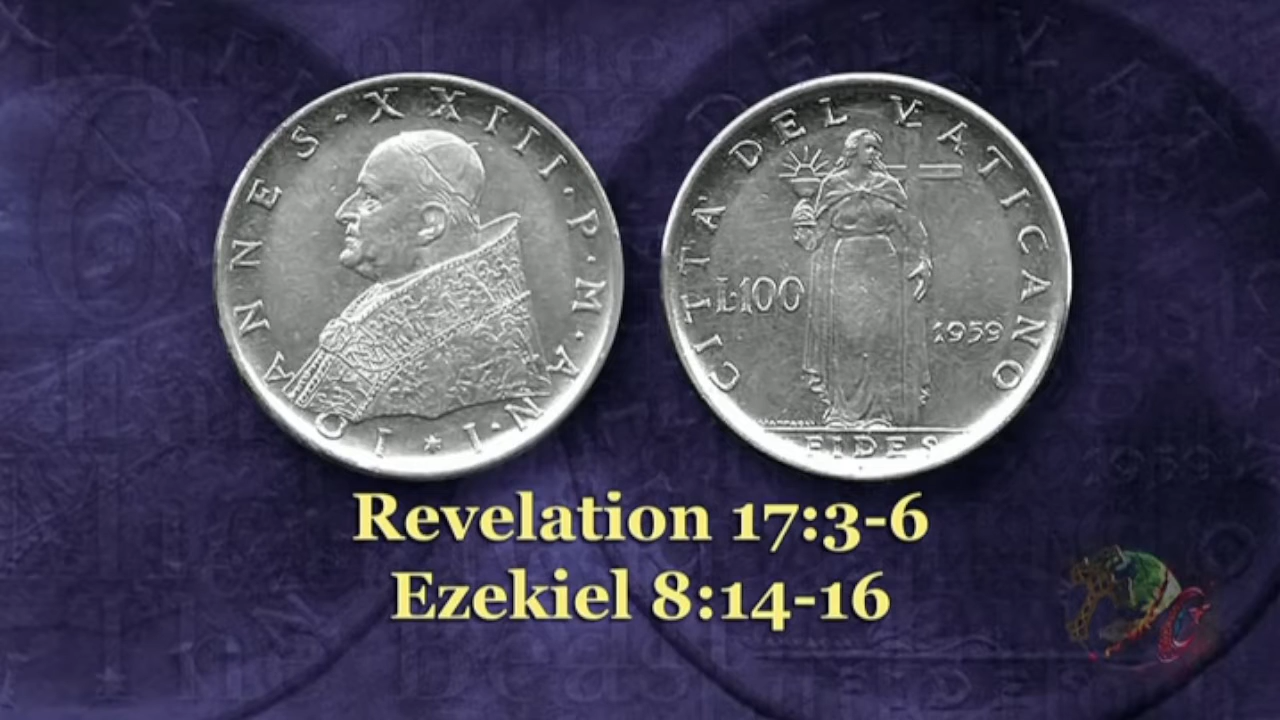 IOANNES·XXIII·P·M·AN·I *
CITTA DEL VATICANO
L·100
1959
FIDES
Revelation 17:3-6
Ezekiel 8:14-16